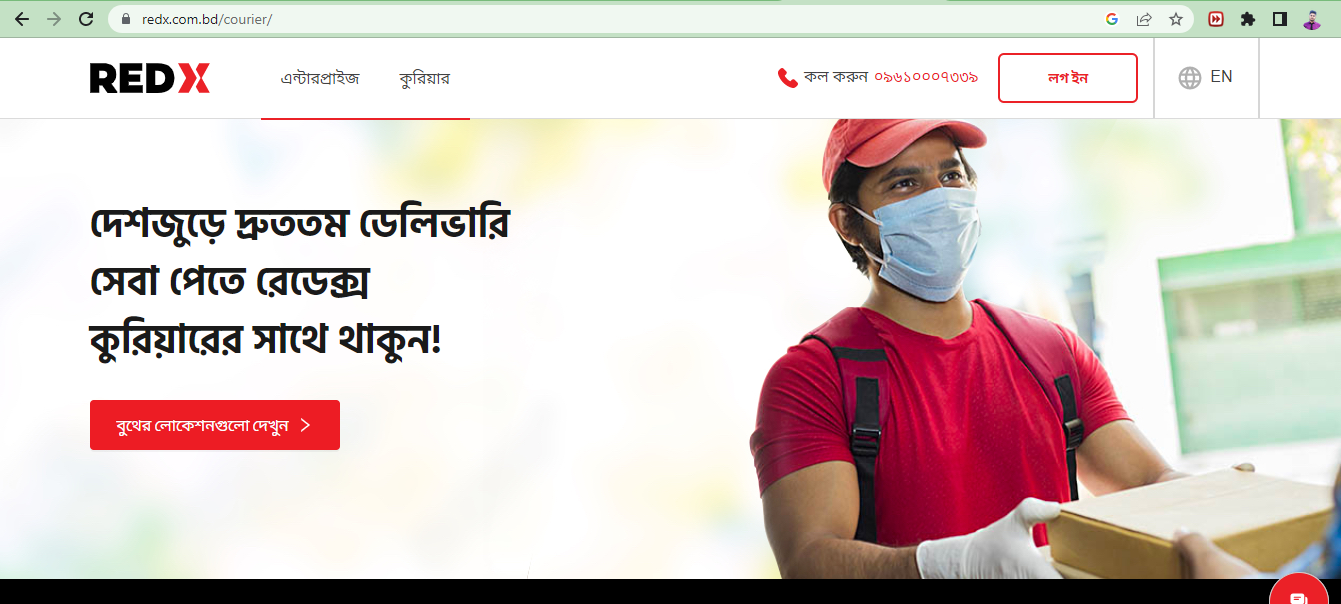 redx.com.bd/courier/
REDX
এন্টারপ্রাইজ
কুরিয়ার
কল করুন ০৯৬১০০০৭৩৩৯
লগ ইন
EN
দেশজুড়ে দ্রুততম ডেলিভারি
সেবা পেতে রেডেক্স
কুরিয়ারের সাথে থাকুন!
বুথের লোকেশনগুলো দেখুন